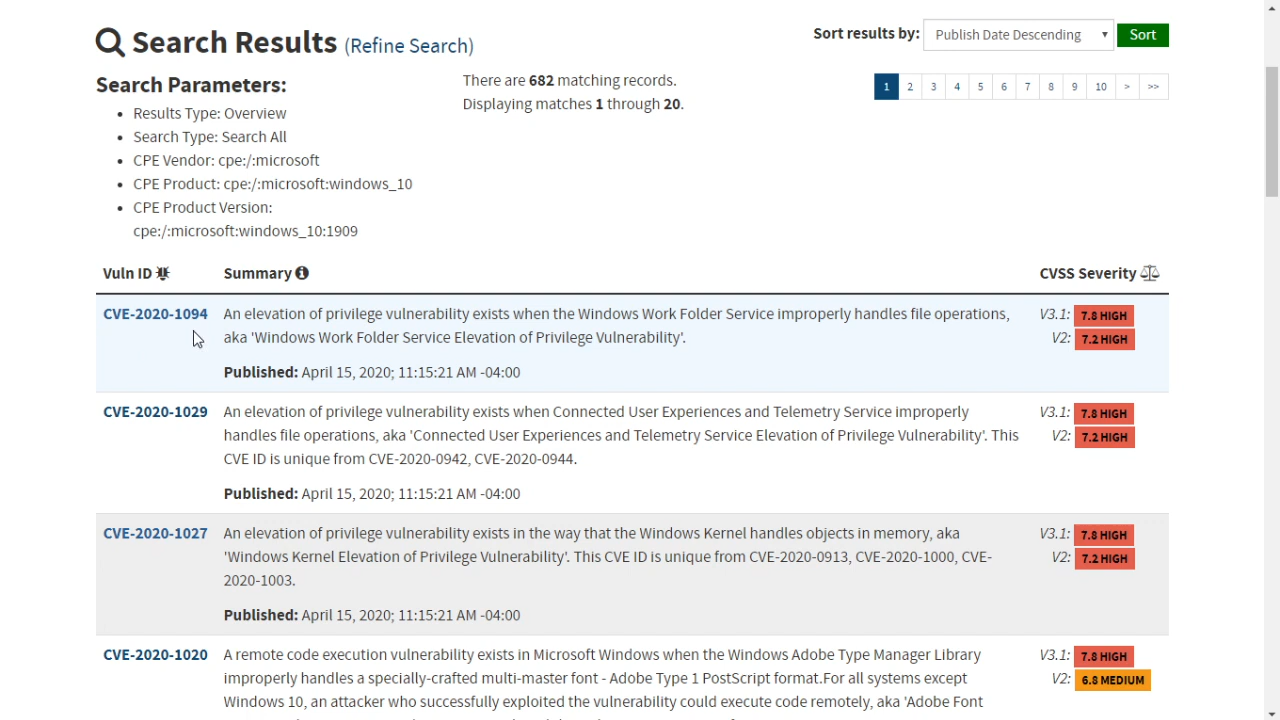 Search Results (Refine Search)
Sort results by: Publish Date Descending Sort
Search Parameters:
There are 682 matching records.
Displaying matches 1 through 20.
1 2 3 4 5 6 7 8 9 10 > >>
Results Type: Overview
Search Type: Search All
CPE Vendor: cpe:/:microsoft
CPE Product: cpe:/:microsoft:windows_10
CPE Product Version:
cpe:/:microsoft:windows_10:1909
Vuln ID Summary CVSS Severity
CVE-2020-1094 An elevation of privilege vulnerability exists when the Windows Work Folder Service improperly handles file operations, V3.1: 7.8 HIGH
aka 'Windows Work Folder Service Elevation of Privilege Vulnerability'. V2: 7.2 HIGH
Published: April 15, 2020; 11:15:21 AM -04:00
CVE-2020-1029 An elevation of privilege vulnerability exists when Connected User Experiences and Telemetry Service improperly V3.1: 7.8 HIGH
handles file operations, aka 'Connected User Experiences and Telemetry Service Elevation of Privilege Vulnerability'. This V2: 7.2 HIGH
CVE ID is unique from CVE-2020-0942, CVE-2020-0944.
Published: April 15, 2020; 11:15:21 AM -04:00
CVE-2020-1027 An elevation of privilege vulnerability exists in the way that the Windows Kernel handles objects in memory, aka V3.1: 7.8 HIGH
'Windows Kernel Elevation of Privilege Vulnerability'. This CVE ID is unique from CVE-2020-0913, CVE-2020-1000, CVE- V2: 7.2 HIGH
2020-1003.
Published: April 15, 2020; 11:15:21 AM -04:00
CVE-2020-1020 A remote code execution vulnerability exists in Microsoft Windows when the Windows Adobe Type Manager Library V3.1: 7.8 HIGH
improperly handles a specially-crafted multi-master font - Adobe Type 1 PostScript format.For all systems except V2: 6.8 MEDIUM
Windows 10, an attacker who successfully exploited the vulnerability could execute code remotely, aka 'Adobe Font